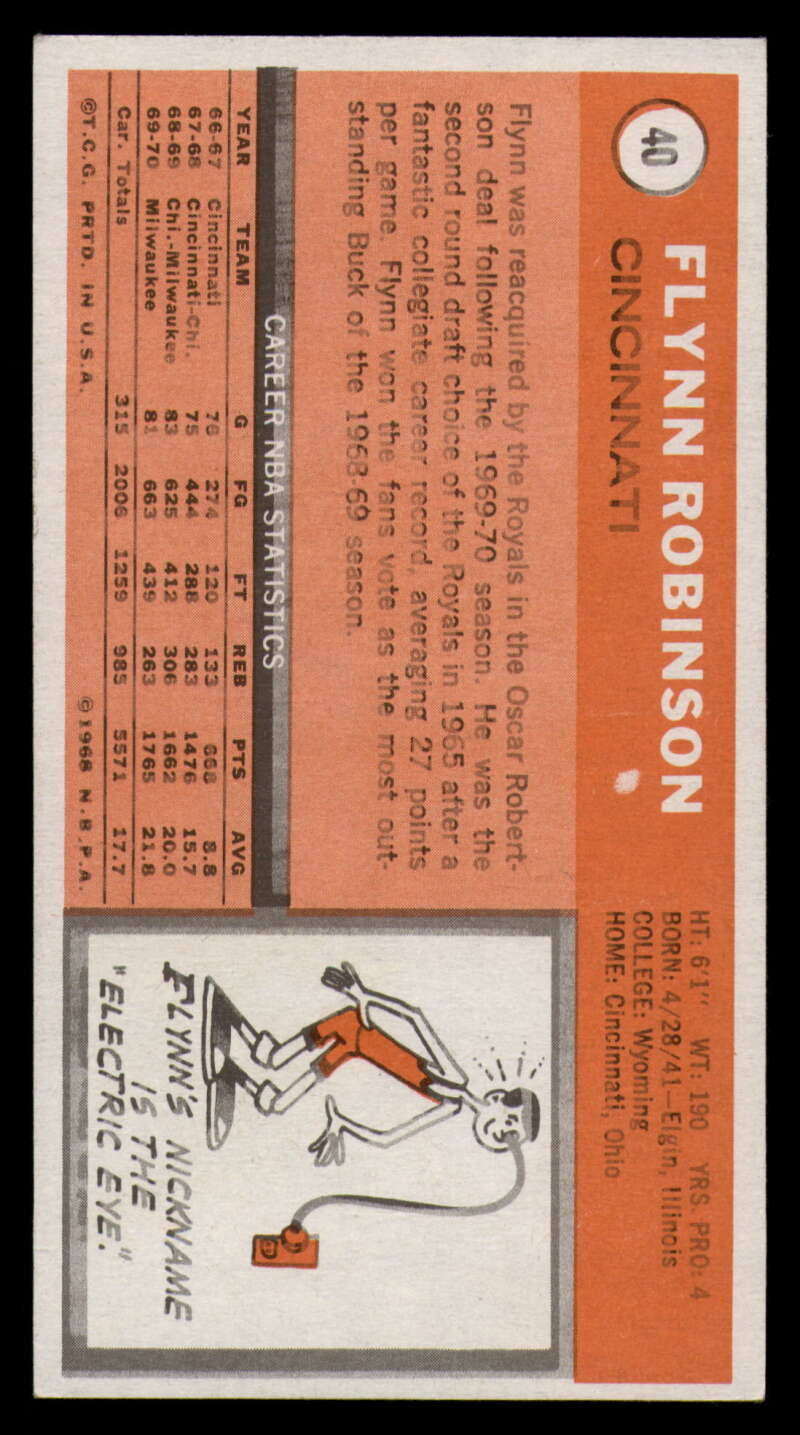 40
FLYNN ROBINSON
CINCINNATI
HT: 6'1" WT: 190 YRS. PRO: 4
BORN: 4/28/41—Elgin, Illinois
COLLEGE: Wyoming
HOME: Cincinnati, Ohio
Flynn was reacquired by the Royals in the Oscar Robert-
son deal following the 1969-70 season. He was the
second round draft choice of the Royals in 1965 after a
fantastic collegiate career record, averaging 27 points
per game. Flynn won the fans vote as the most out-
standing Buck of the 1968-69 season.
CAREER NBA STATISTICS
YEAR TEAM G FG FT REB PTS AVG
66-67 Cincinnati 76 274 120 133 668 8.8
67-68 Cincinnati-Chi. 75 444 288 283 1476 15.7
68-69 Chi.-Milwaukee 83 625 412 306 1662 20.0
69-70 Milwaukee 81 663 439 263 1765 21.8
Car. Totals 315 2006 1259 985 5571 17.7
©T.C.G. PRTD. IN U.S.A. ©1968 N.B.P.A.
FLYNN'S NICKNAME
IS THE
"ELECTRIC EYE."